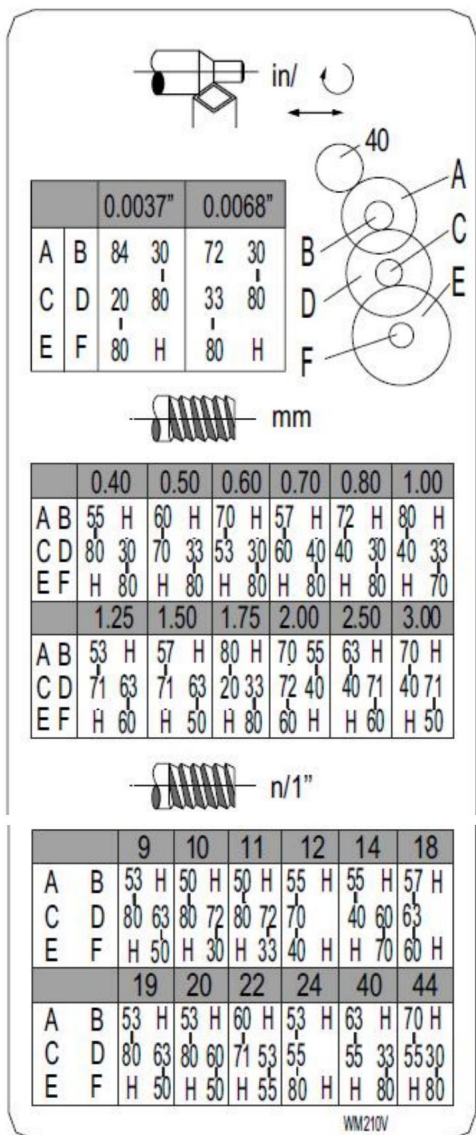 in/
40
A
B
C
D
E
F
0.0037" 0.0068"
A B 84 30 72 30
C D 20 80 33 80
E F 80 H 80 H
mm
0.40 0.50 0.60 0.70 0.80 1.00
A B 55 H 60 H 70 H 57 H 72 H 80 H
C D 80 30 70 33 53 30 60 40 40 30 40 33
E F H 80 H 80 H 80 H 80 H 80 H 70
1.25 1.50 1.75 2.00 2.50 3.00
A B 53 H 57 H 80 H 70 55 63 H 70 H
C D 71 63 71 63 20 33 72 40 40 71 40 71
E F H 60 H 50 H 80 60 H H 60 H 50
n/1"
9 10 11 12 14 18
A B 53 H 50 H 50 H 55 H 55 H 57 H
C D 80 63 80 72 80 72 70 40 60 63
E F H 50 H 30 H 33 40 H H 70 60 H
19 20 22 24 40 44
A B 53 H 53 H 60 H 53 H 63 H 70 H
C D 80 63 80 60 71 53 55 55 33 55 30
E F H 50 H 50 H 55 80 H H 80 H 80
WM210V